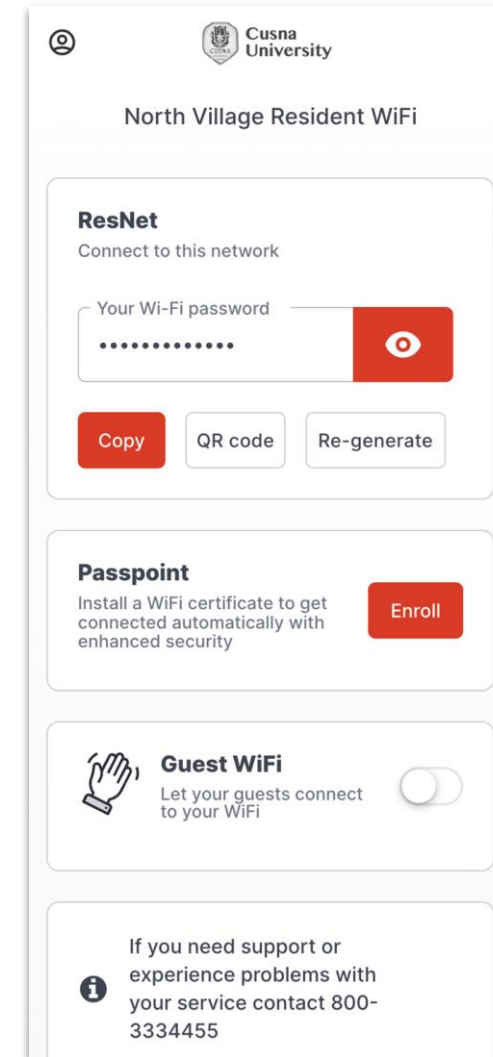 Cusna
University
North Village Resident WiFi
ResNet
Connect to this network
Your Wi-Fi password
•••••••••••••
Copy
QR code
Re-generate
Passpoint
Install a WiFi certificate to get
connected automatically with
enhanced security
Enroll
Guest WiFi
Let your guests connect
to your WiFi
If you need support or
experience problems with
your service contact 800-
3334455